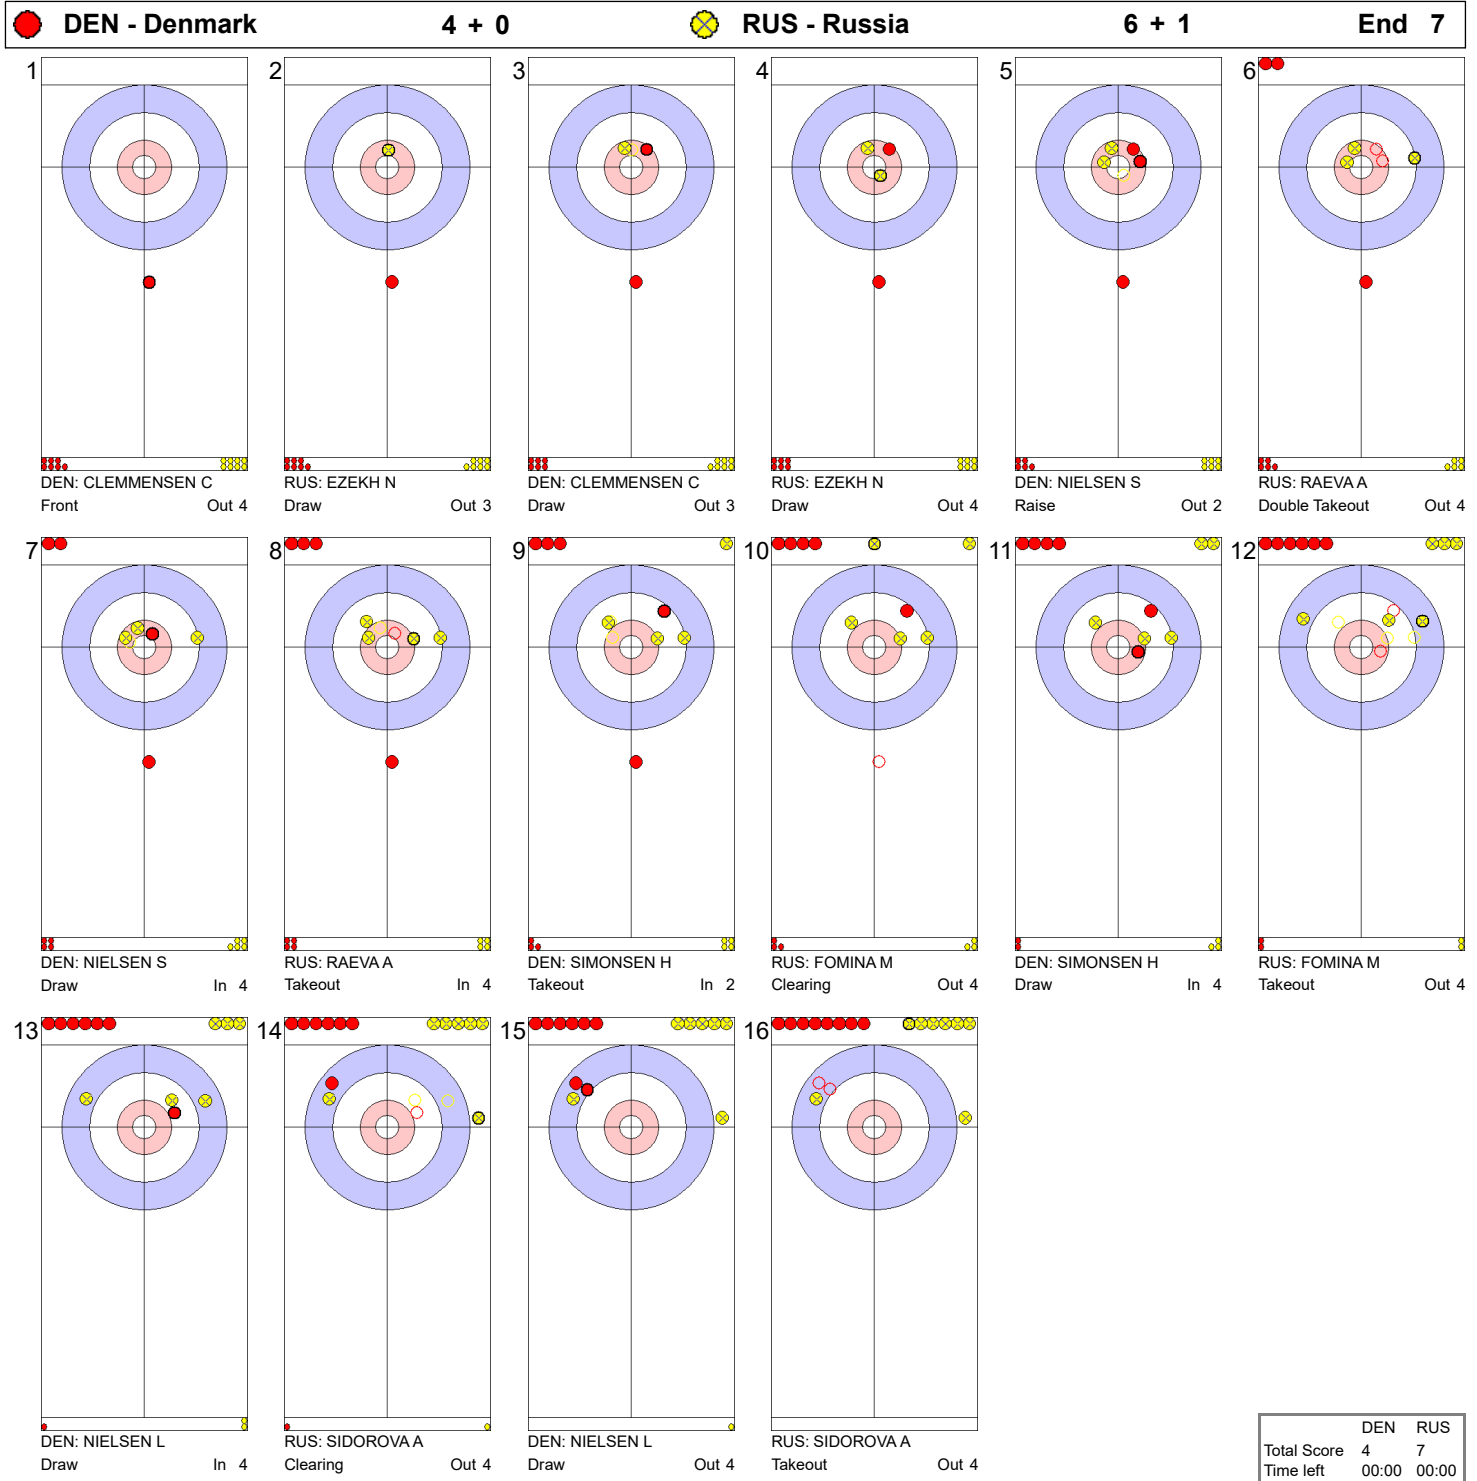 DEN - Denmark 4 + 0 RUS - Russia 6 + 1 End 7
1 2 3 4 5 6
DEN: CLEMMENSEN C RUS: EZEKH N DEN: CLEMMENSEN C RUS: EZEKH N DEN: NIELSEN S RUS: RAEVA A
Front Out 4 Draw Out 3 Draw Out 3 Draw Out 4 Raise Out 2 Double Takeout Out 4
7 8 9 10 11 12
DEN: NIELSEN S RUS: RAEVA A DEN: SIMONSEN H RUS: FOMINA M DEN: SIMONSEN H RUS: FOMINA M
Draw In 4 Takeout In 4 Takeout In 2 Clearing Out 4 Draw In 4 Takeout Out 4
13 14 15 16
DEN: NIELSEN L RUS: SIDOROVA A DEN: NIELSEN L RUS: SIDOROVA A
Draw In 4 Clearing Out 4 Draw Out 4 Takeout Out 4
DEN RUS
Total Score 4 7
Time left 00:00 00:00